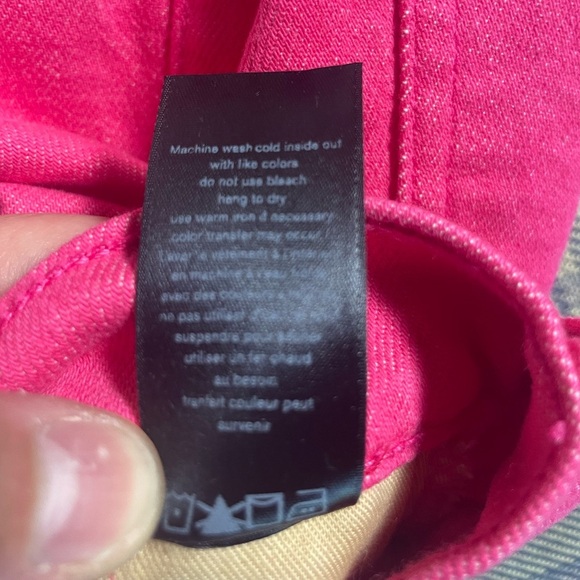 Machine wash cold inside out
with like colors
do not use bleach
hang to dry
use warm iron if necessary
color transfer may occur
Laver le vêtement à l'
en machine à l'eau
avec des
ne pas utiliser
suspendre pour sécher
utiliser un fer chaud
au besoin
tranfert couleur peut
survenir